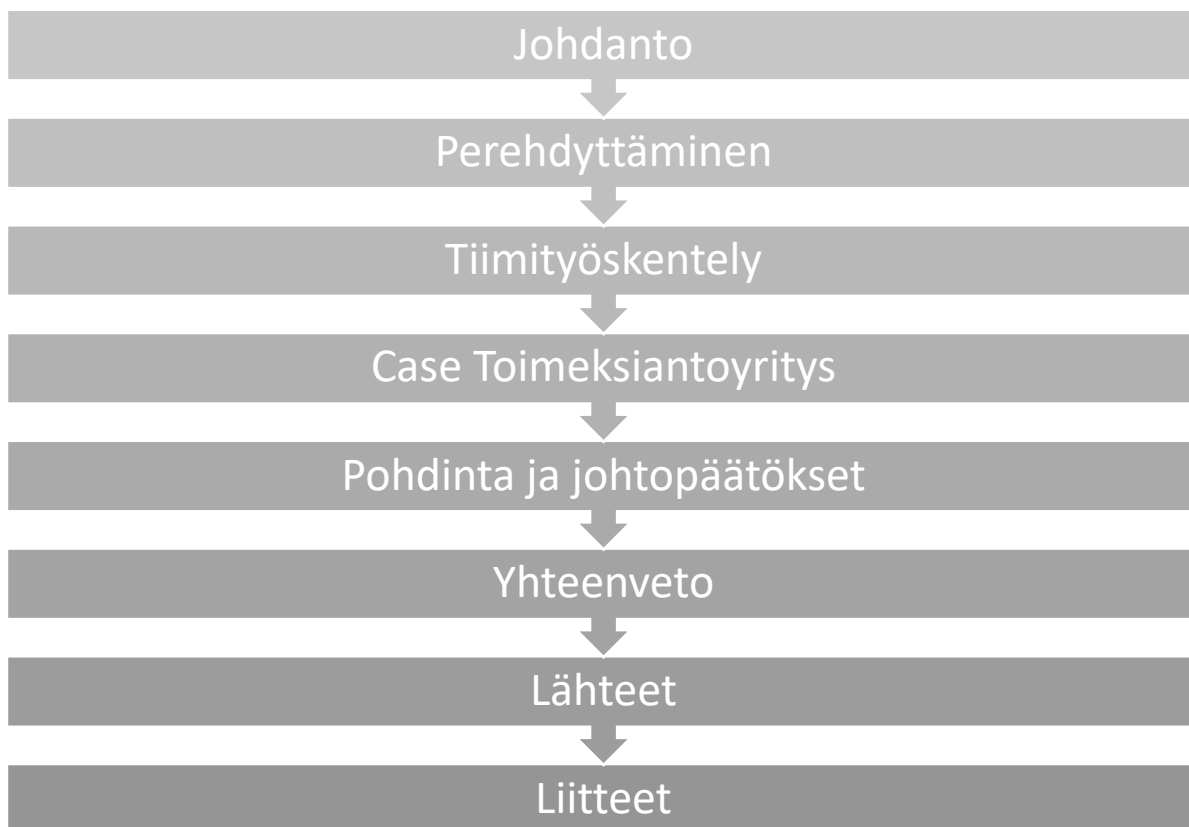 Johdanto
Perehdyttäminen
Tiimityöskentely
Case Toimeksiantoyritys
Pohdinta ja johtopäätökset
Yhteenveto
Lähteet
Liitteet